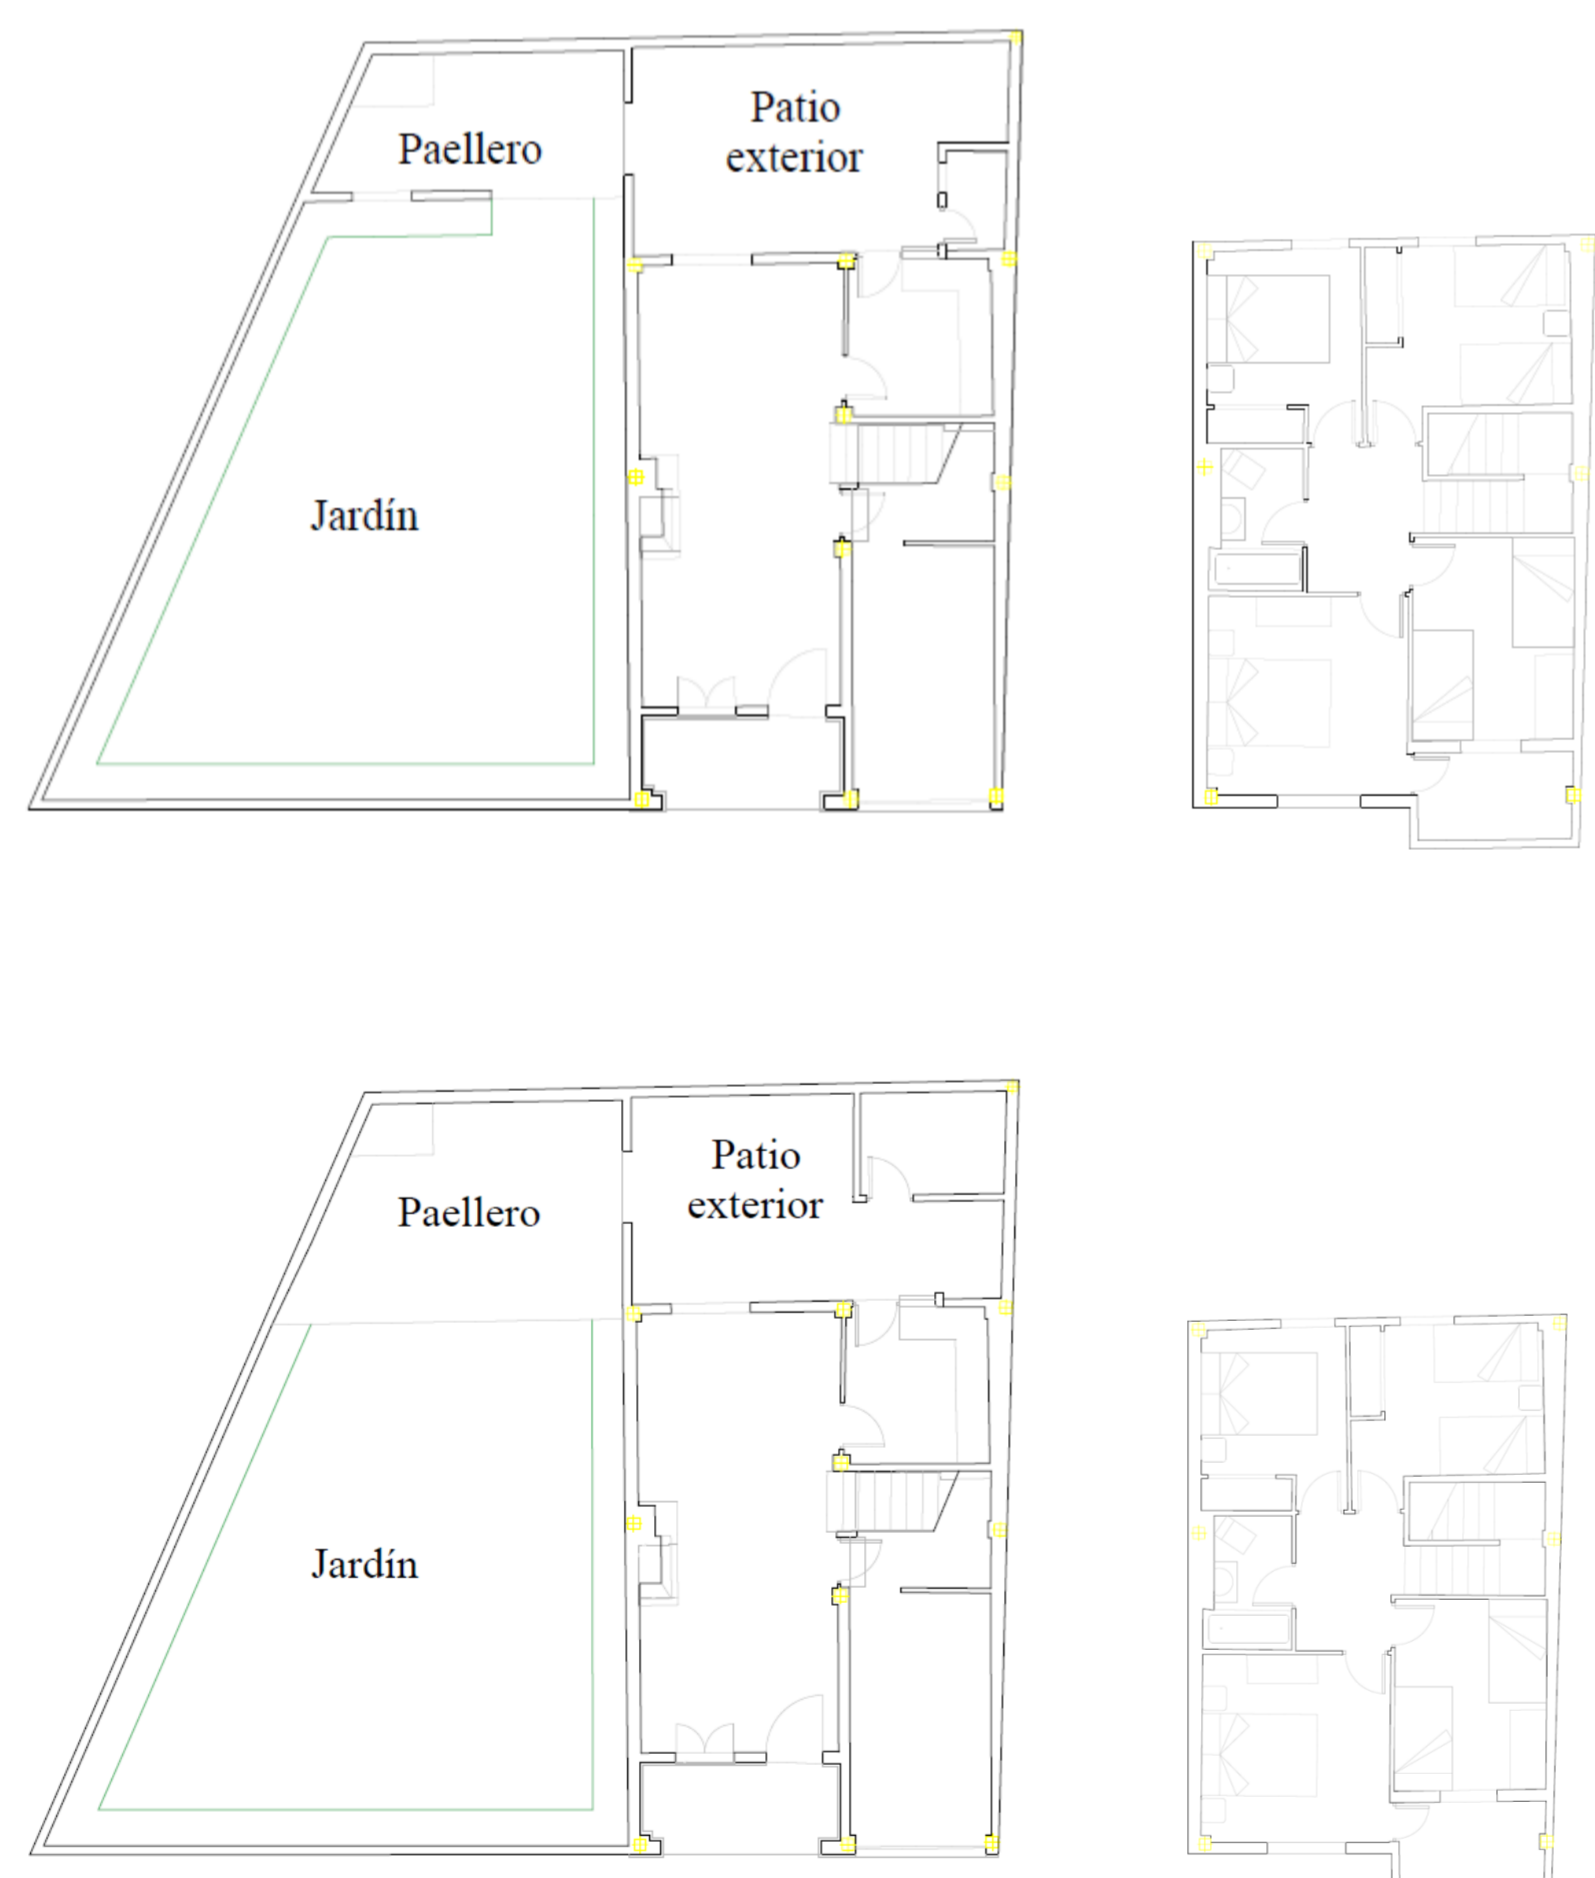 Patio
exterior
Paellero
Jardín
Patio
exterior
Paellero
Jardín